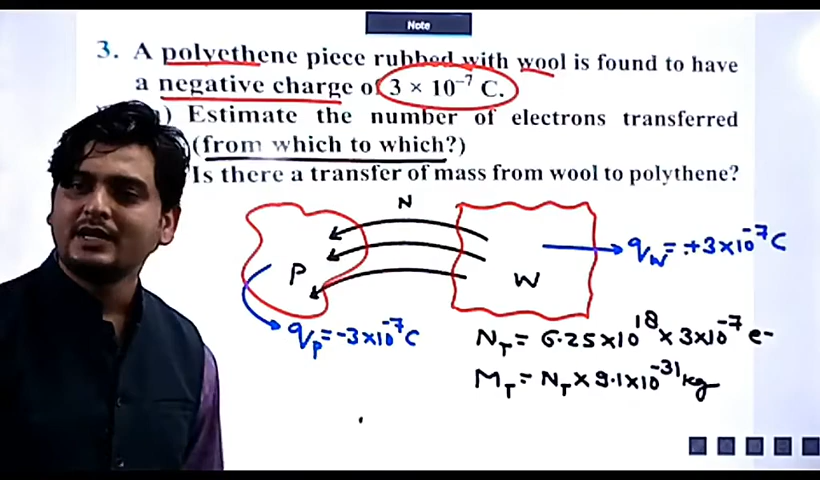 Note
3. A polyethene piece rubbed with wool is found to have
a negative charge of 3 × 10⁻⁷ C.
) Estimate the number of electrons transferred
(from which to which?)
Is there a transfer of mass from wool to polythene?
N
P
W
q_W = +3×10⁻⁷ C
q_P = -3×10⁻⁷ C
N_T = 6.25×10¹⁸ × 3×10⁻⁷ e-
M_T = N_T × 9.1×10⁻³¹ kg